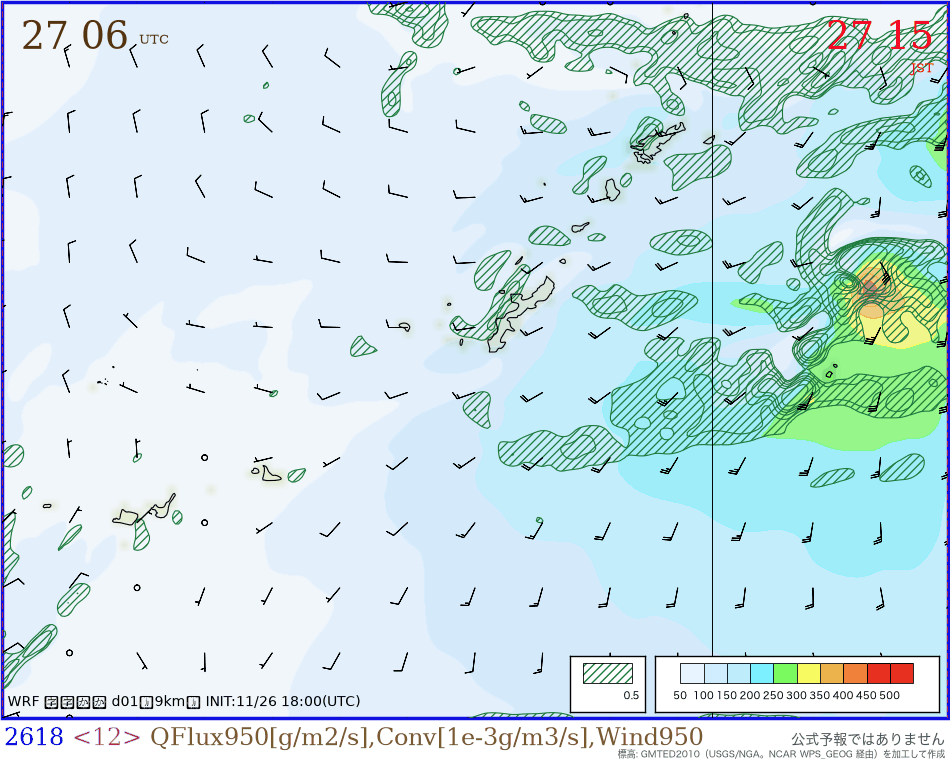 27 06 UTC
27 15
JST
0.5
50 100 150 200 250 300 350 400 450 500
WRF d01 9km INIT:11/26 18:00(UTC)
2618 <12> QFlux950[g/m2/s],Conv[1e-3g/m3/s],Wind950
公式予報ではありません
標高: GMTED2010（USGS/NGA。NCAR WPS_GEOG 経由）を加工して作成